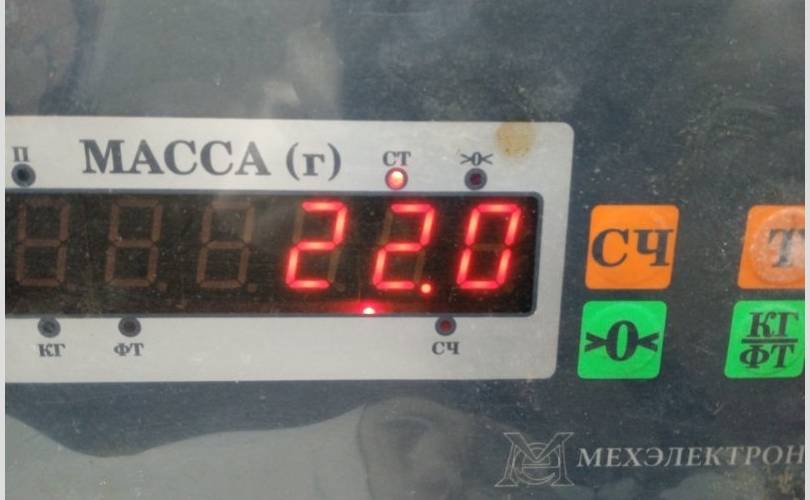 П МАССА (г) СТ >0<
22.0
КГ ФТ СЧ
СЧ Т
>0< КГ/ФТ
МЕХЭЛЕКТРОН